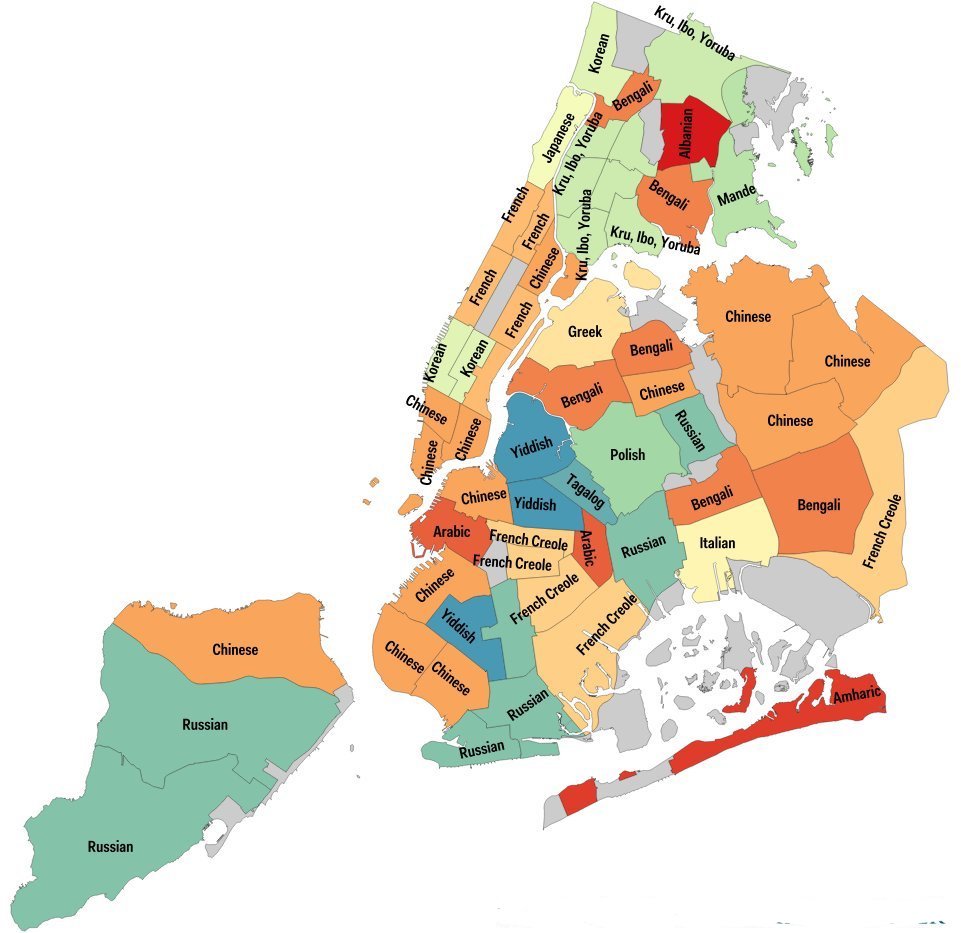 Kru, Ibo, Yoruba
Korean
Bengali
Japanese
Kru, Ibo, Yoruba
Albanian
French
Bengali
Mande
French
Kru, Ibo, Yoruba
Kru, Ibo, Yoruba
Chinese
French
French
Chinese
Greek
Korean
Korean
Bengali
Chinese
Bengali
Chinese
Chinese
Chinese
Chinese
Chinese
Russian
Chinese
Yiddish
Polish
Tagalog
Chinese
Yiddish
Bengali
Bengali
French Creole
Arabic
French Creole
Arabic
Russian
Italian
French Creole
Chinese
French Creole
Yiddish
French Creole
Chinese
Chinese
Chinese
Russian
Amharic
Russian
Russian
Russian